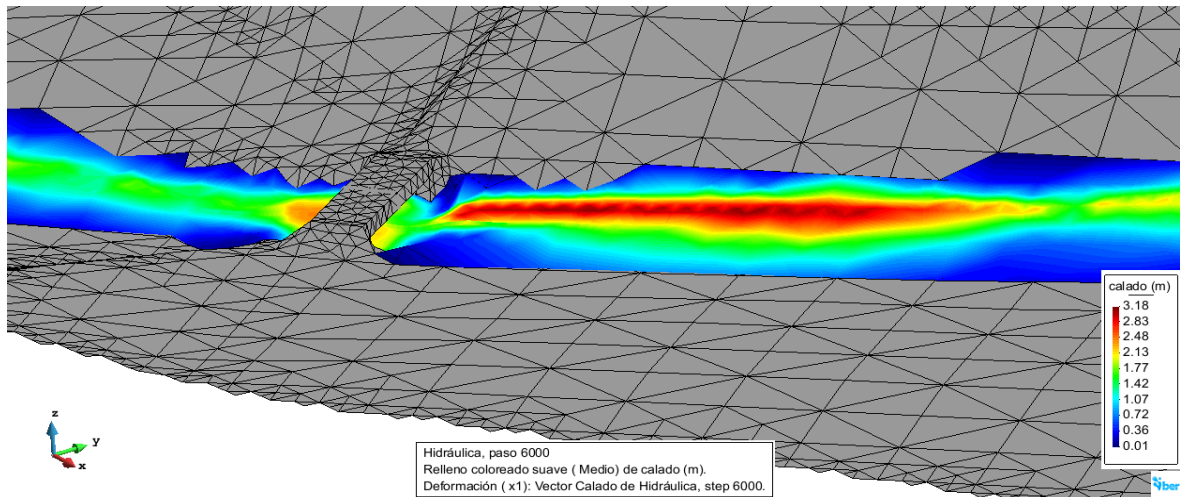 calado (m)
3.18
2.83
2.48
2.13
1.77
1.42
1.07
0.72
0.36
0.01
z
y
x
Hidráulica, paso 6000
Relleno coloreado suave ( Medio) de calado (m).
Deformación ( x1): Vector Calado de Hidráulica, step 6000.
iber